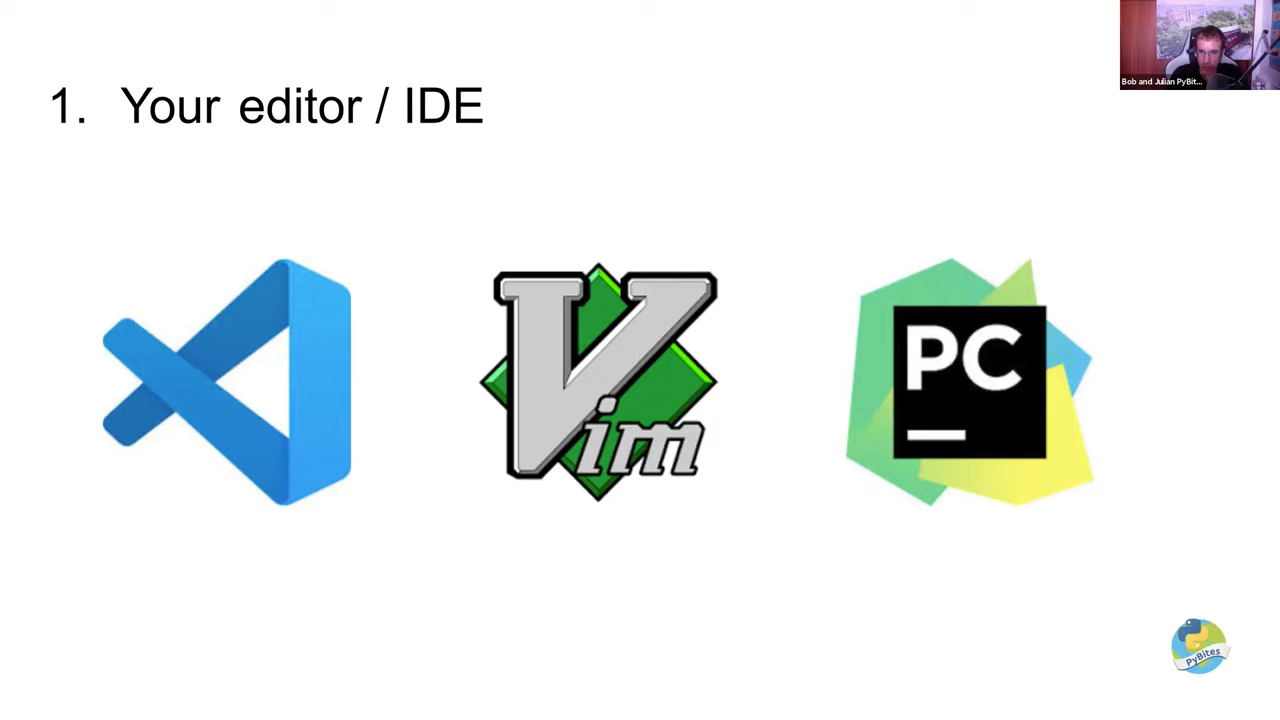 Bob and Julian PyBit...
1. Your editor / IDE
Vim
PC
PyBites